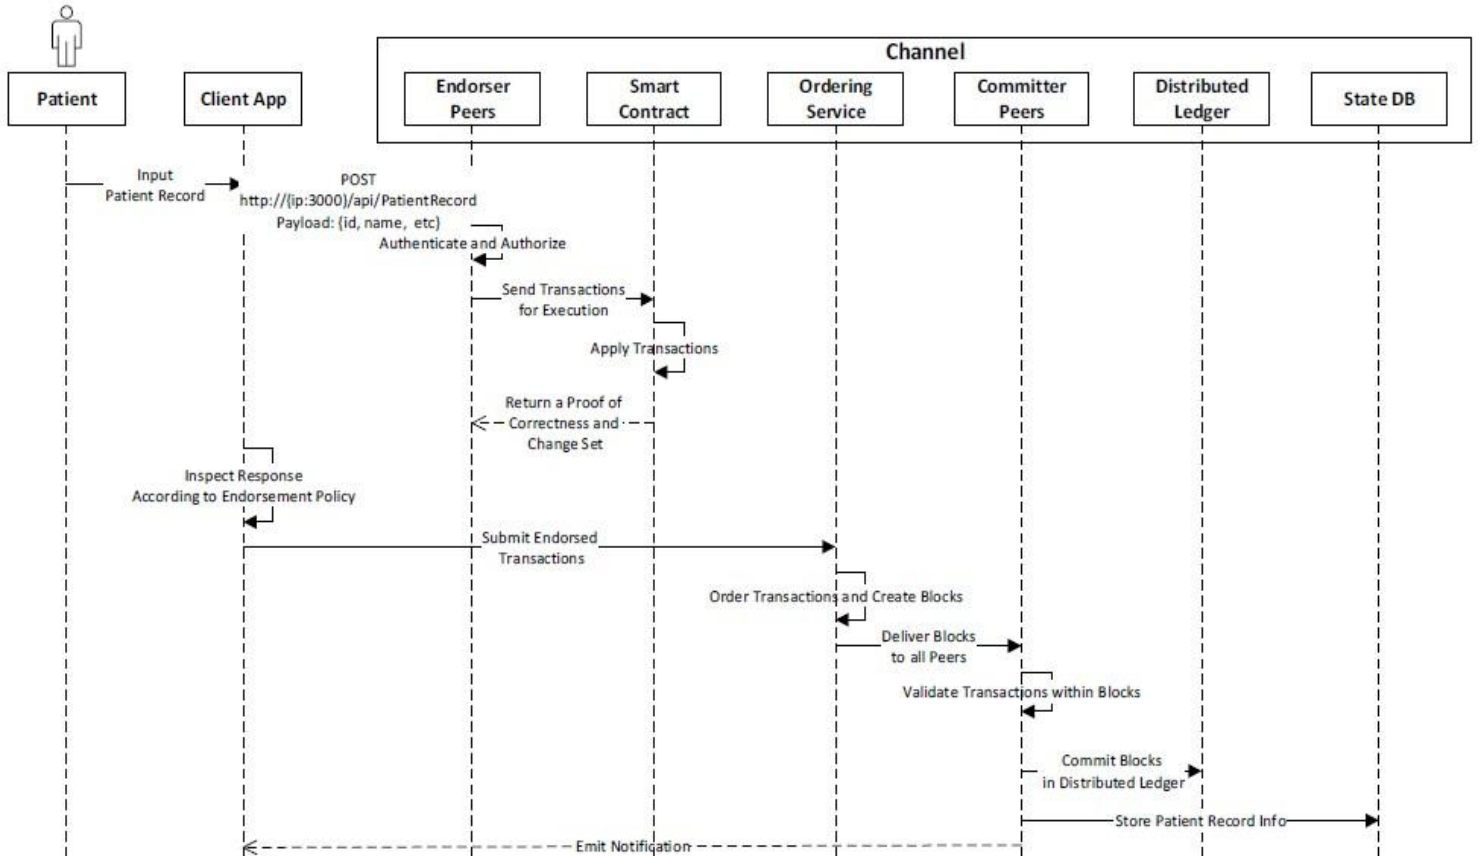 Channel
Patient
Client App
Endorser
Peers
Smart
Contract
Ordering
Service
Committer
Peers
Distributed
Ledger
State DB
Input
Patient Record
POST
http://{ip:3000}/api/PatientRecord
Payload: {id, name, etc}
Authenticate and Authorize
Send Transactions
for Execution
Apply Transactions
Return a Proof of
Correctness and
Change Set
Inspect Response
According to Endorsement Policy
Submit Endorsed
Transactions
Order Transactions and Create Blocks
Deliver Blocks
to all Peers
Validate Transactions within Blocks
Commit Blocks
in Distributed Ledger
Store Patient Record Info
Emit Notification